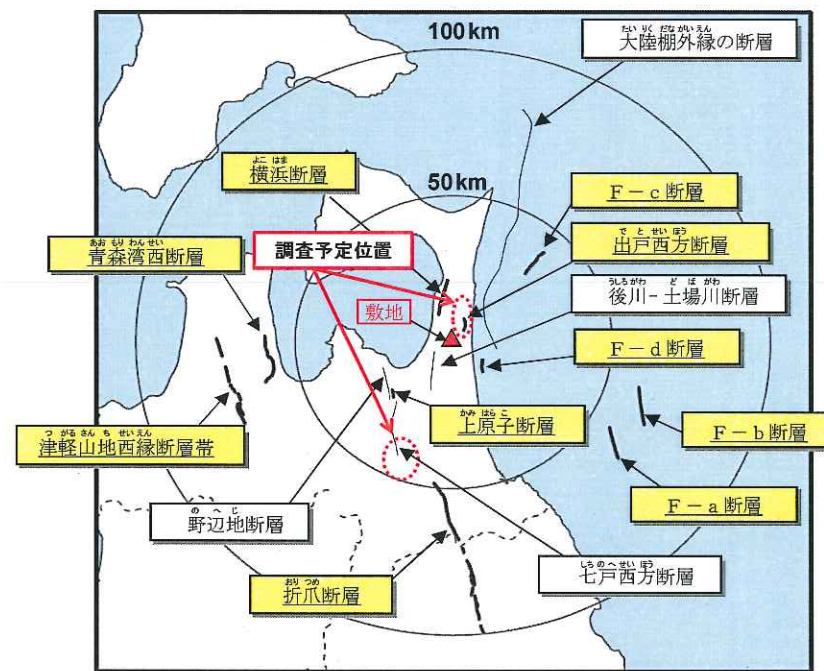 100km
たいりくだながいえん
大陸棚外縁の断層
よこはま
横浜断層
50km
F－c 断層
あおもりわんせい
青森湾西断層
調査予定位置
でとせいほう
出戸西方断層
うしろがわ どばがわ
後川－土場川断層
敷地
F－d 断層
かみはらこ
上原子断層
つがるさんちせいえん
津軽山地西縁断層帯
F－b 断層
F－a 断層
のへじ
野辺地断層
しちのへせいほう
七戸西方断層
おりつめ
折爪断層